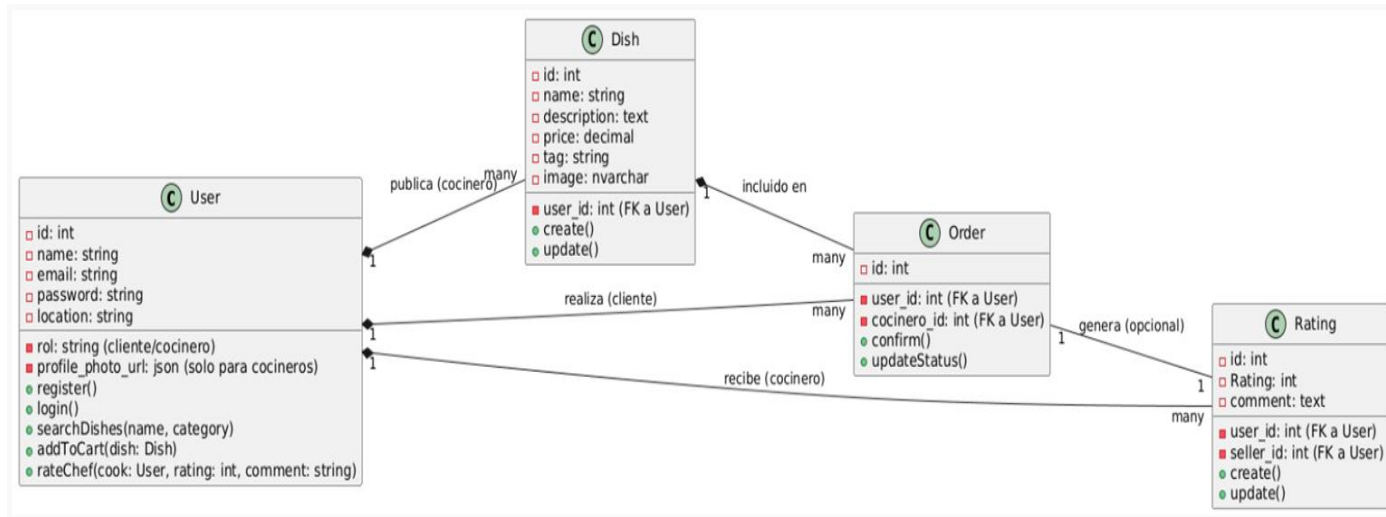 C Dish
id: int
name: string
description: text
price: decimal
tag: string
image: nvarchar
user_id: int (FK a User)
create()
update()
publica (cocinero)
many
1
incluido en
1
many
C User
id: int
name: string
email: string
password: string
location: string
rol: string (cliente/cocinero)
profile_photo_url: json (solo para cocineros)
register()
login()
searchDishes(name, category)
addToCart(dish: Dish)
rateChef(cook: User, rating: int, comment: string)
realiza (cliente)
1
many
C Order
id: int
user_id: int (FK a User)
cocinero_id: int (FK a User)
confirm()
updateStatus()
genera (opcional)
1
1
recibe (cocinero)
1
many
C Rating
id: int
Rating: int
comment: text
user_id: int (FK a User)
seller_id: int (FK a User)
create()
update()